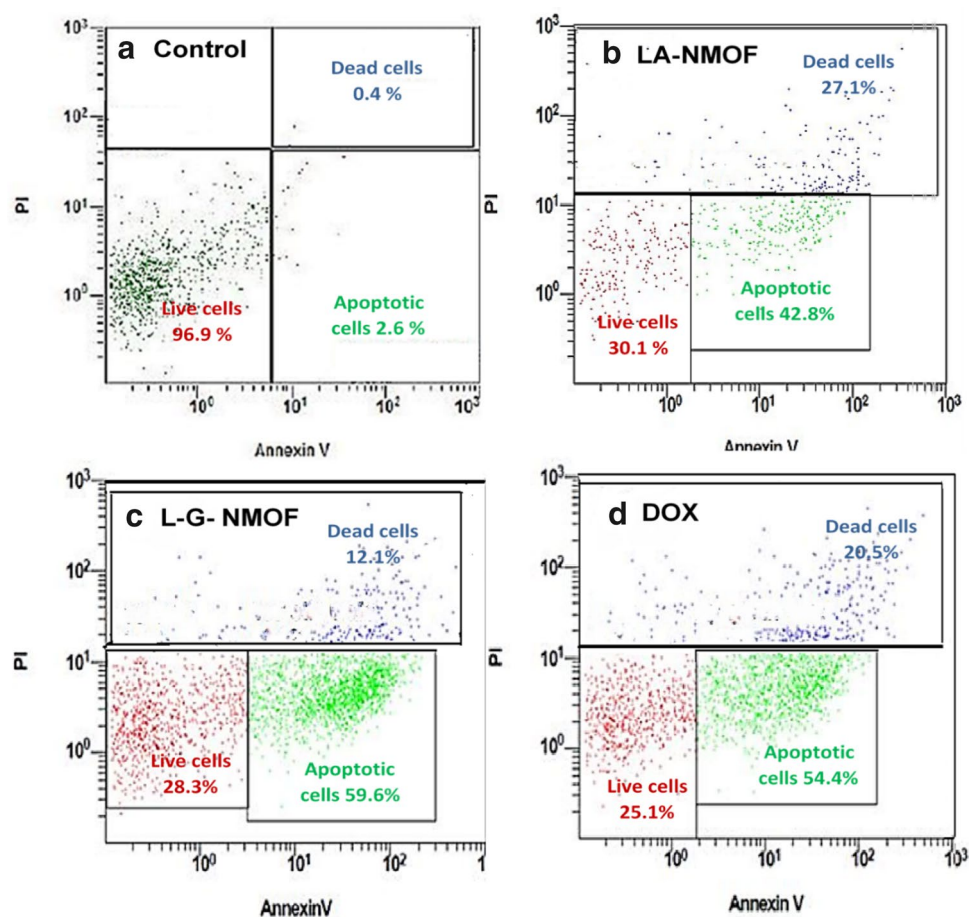 a Control
Dead cells
0.4 %
10³
10²
10¹
10⁰
PI
Live cells
96.9 %
Apoptotic
cells 2.6 %
10⁰ 10¹ 10² 10³
Annexin V
b LA-NMOF
Dead cells
27.1%
10³
10²
10¹
10⁰
PI
Live cells
30.1 %
Apoptotic
cells 42.8%
10⁰ 10¹ 10² 10³
Annexin V
c L-G- NMOF
Dead cells
12.1%
10³
10²
10¹
10⁰
PI
Live cells
28.3%
Apoptotic
cells 59.6%
10⁰ 10¹ 10² 1
AnnexinV
d DOX
Dead cells
20.5%
10³
10²
10¹
10⁰
PI
Live cells
25.1%
Apoptotic
cells 54.4%
10⁰ 10¹ 10² 10³
Annexin V